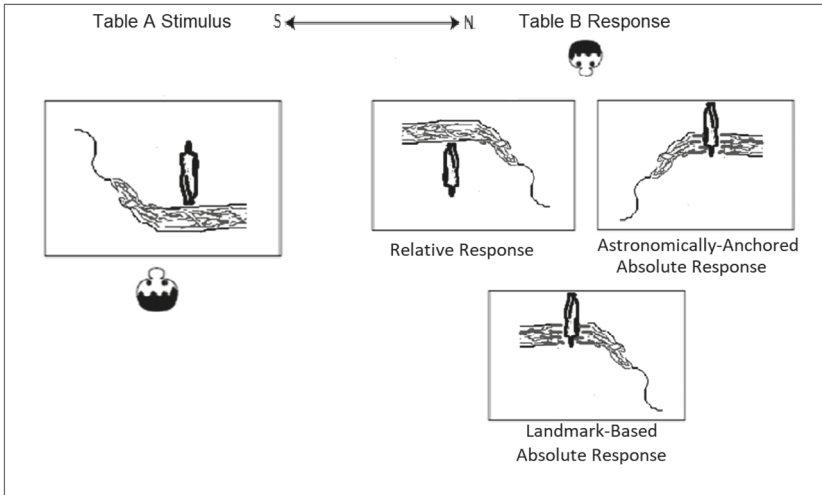 Table A Stimulus S N Table B Response
Relative Response
Astronomically-Anchored
Absolute Response
Landmark-Based
Absolute Response